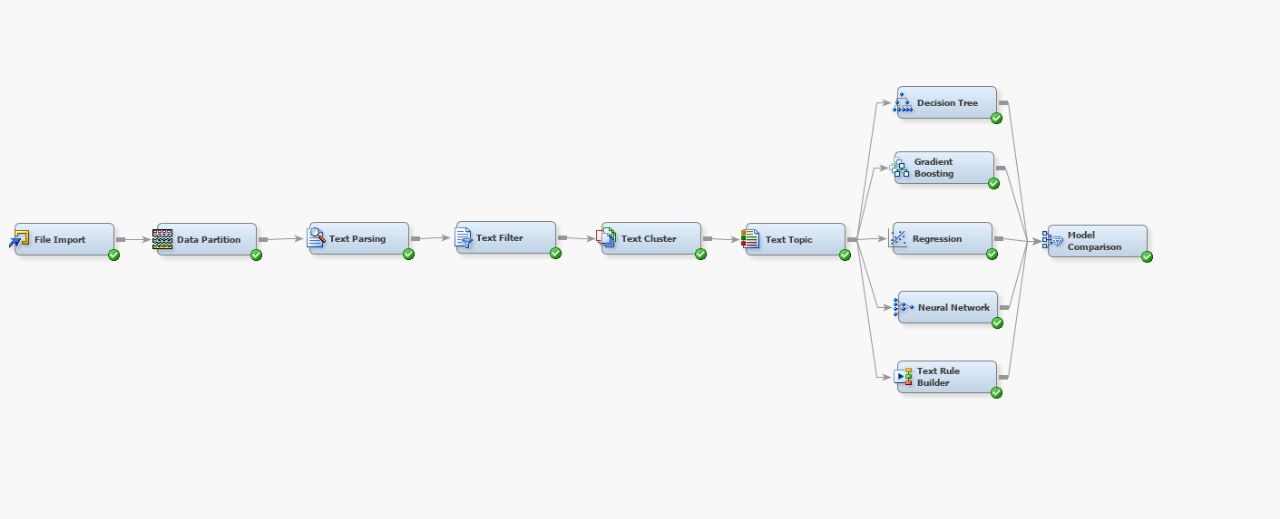 File Import
Data Partition
Text Parsing
Text Filter
Text Cluster
Text Topic
Decision Tree
Gradient
Boosting
Regression
Neural Network
Text Rule
Builder
Model
Comparison